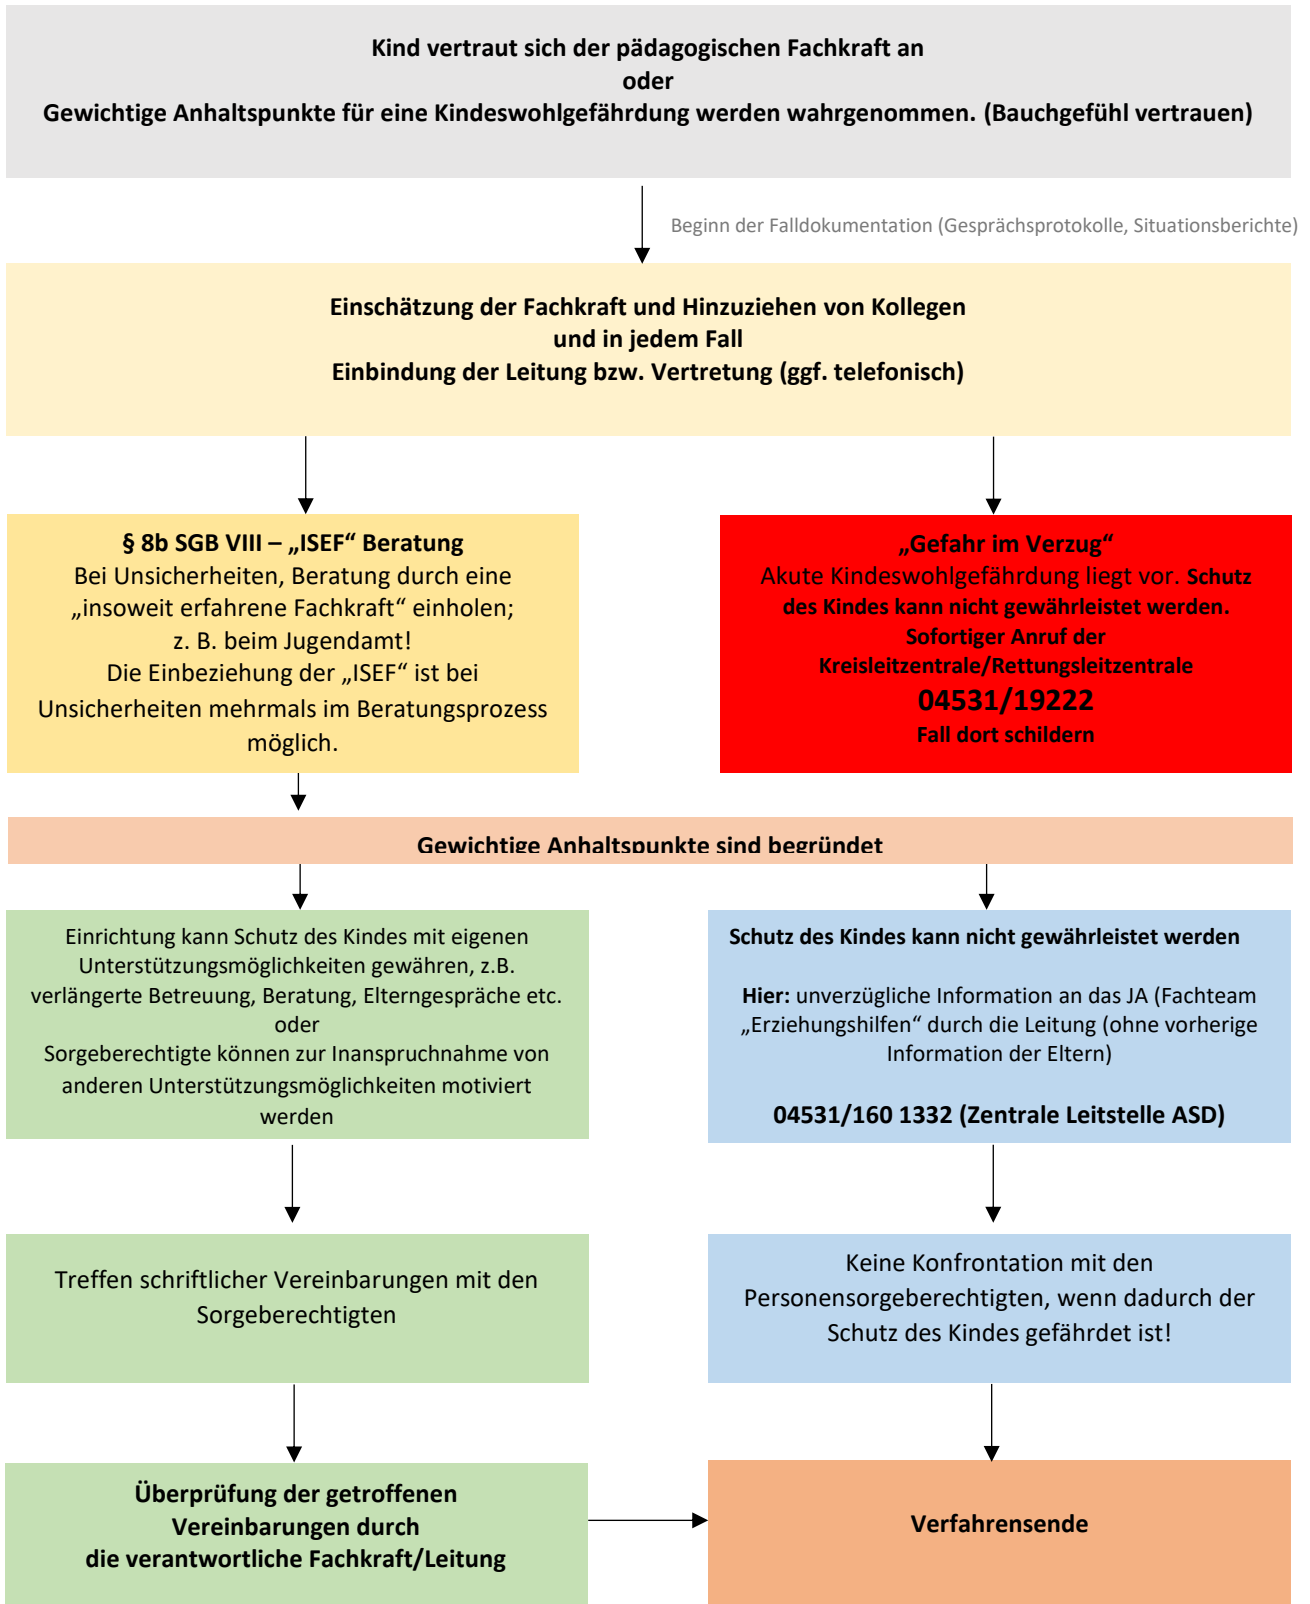 Kind vertraut sich der pädagogischen Fachkraft an
oder
Gewichtige Anhaltspunkte für eine Kindeswohlgefährdung werden wahrgenommen. (Bauchgefühl vertrauen)
Beginn der Falldokumentation (Gesprächsprotokolle, Situationsberichte)
Einschätzung der Fachkraft und Hinzuziehen von Kollegen
und in jedem Fall
Einbindung der Leitung bzw. Vertretung (ggf. telefonisch)
§ 8b SGB VIII – „ISEF“ Beratung
Bei Unsicherheiten, Beratung durch eine
„insoweit erfahrene Fachkraft“ einholen;
z. B. beim Jugendamt!
Die Einbeziehung der „ISEF“ ist bei
Unsicherheiten mehrmals im Beratungsprozess
möglich.
„Gefahr im Verzug“
Akute Kindeswohlgefährdung liegt vor. Schutz
des Kindes kann nicht gewährleistet werden.
Sofortiger Anruf der
Kreisleitzentrale/Rettungsleitzentrale
04531/19222
Fall dort schildern
Gewichtige Anhaltspunkte sind begründet
Einrichtung kann Schutz des Kindes mit eigenen
Unterstützungsmöglichkeiten gewähren, z.B.
verlängerte Betreuung, Beratung, Elterngespräche etc.
oder
Sorgeberechtigte können zur Inanspruchnahme von
anderen Unterstützungsmöglichkeiten motiviert
werden
Schutz des Kindes kann nicht gewährleistet werden
Hier: unverzügliche Information an das JA (Fachteam
„Erziehungshilfen“ durch die Leitung (ohne vorherige
Information der Eltern)
04531/160 1332 (Zentrale Leitstelle ASD)
Treffen schriftlicher Vereinbarungen mit den
Sorgeberechtigten
Keine Konfrontation mit den
Personensorgeberechtigten, wenn dadurch der
Schutz des Kindes gefährdet ist!
Überprüfung der getroffenen
Vereinbarungen durch
die verantwortliche Fachkraft/Leitung
Verfahrensende